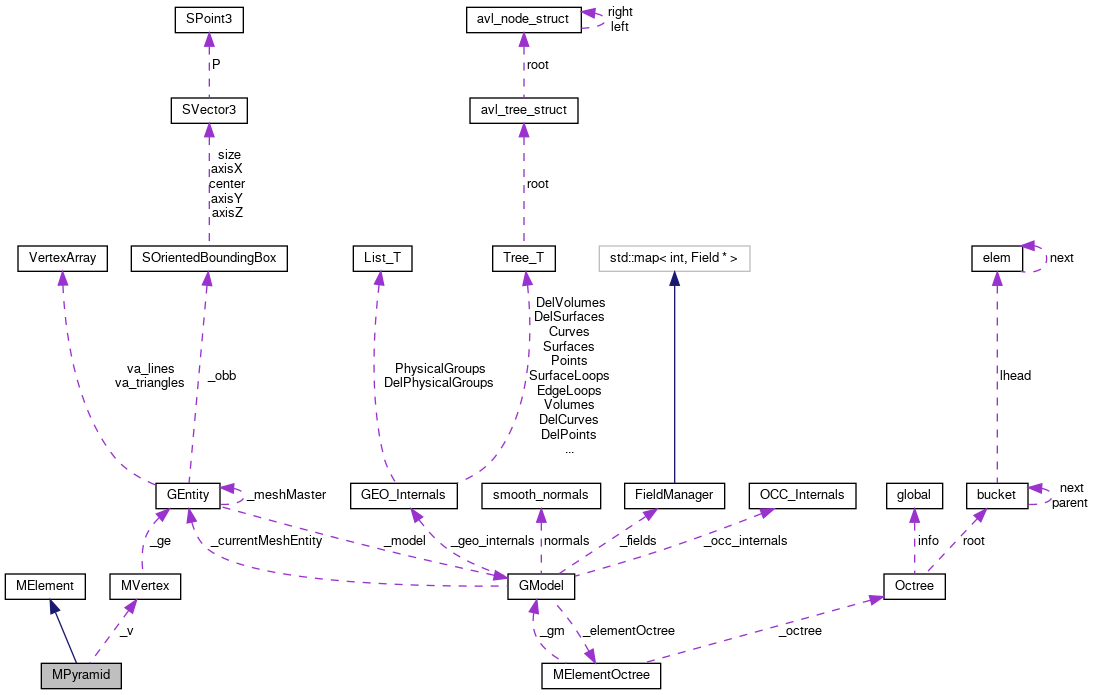 SPoint3
avl_node_struct
right
left
P
root
SVector3
avl_tree_struct
size
axisX
center
axisY
axisZ
root
VertexArray
SOrientedBoundingBox
List_T
Tree_T
std::map< int, Field * >
elem
next
va_lines
va_triangles
_obb
PhysicalGroups
DelPhysicalGroups
DelVolumes
DelSurfaces
Curves
Surfaces
Points
SurfaceLoops
EdgeLoops
Volumes
DelCurves
DelPoints
...
lhead
GEntity
_meshMaster
GEO_Internals
smooth_normals
FieldManager
OCC_Internals
global
bucket
next
parent
_ge
_currentMeshEntity
_model
_geo_internals
normals
_fields
_occ_internals
info
root
MElement
MVertex
GModel
Octree
_v
_gm
_elementOctree
_octree
MPyramid
MElementOctree